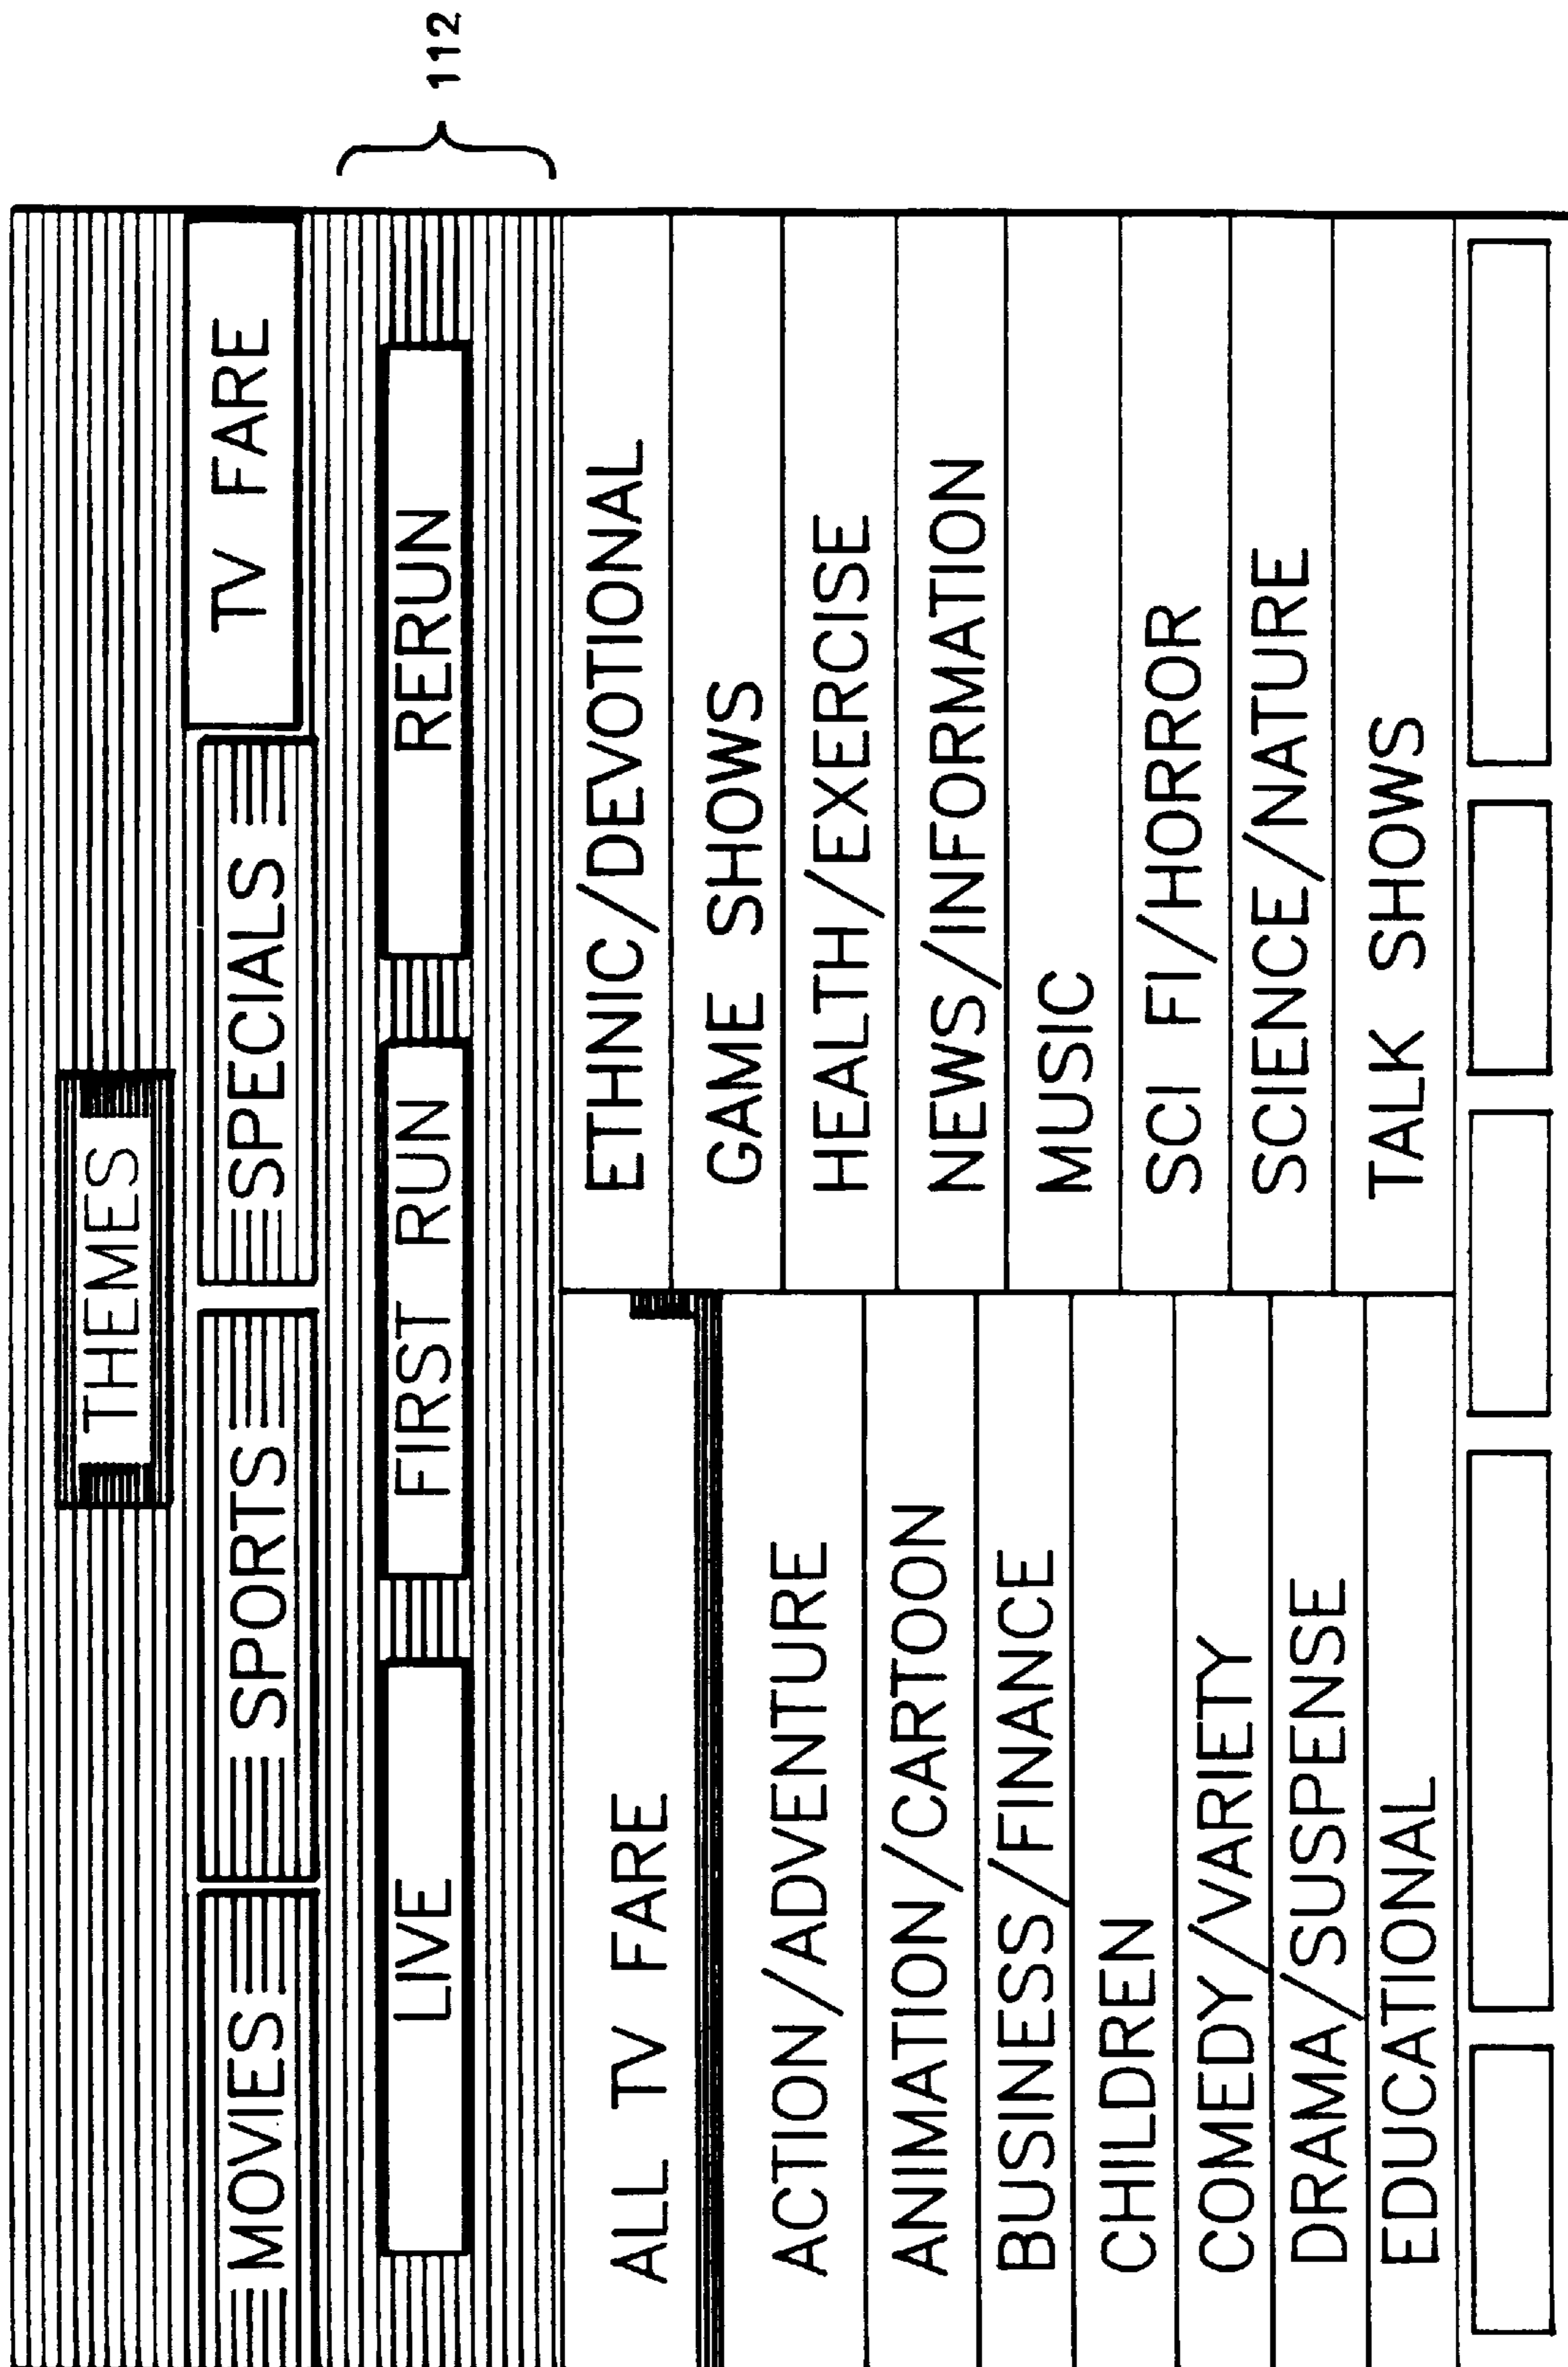 THEMES
MOVIES SPORTS SPECIALS TV FARE
LIVE FIRST RUN RERUN
112
ALL TV FARE
ACTION/ADVENTURE
ANIMATION/CARTOON
BUSINESS/FINANCE
CHILDREN
COMEDY/VARIETY
DRAMA/SUSPENSE
EDUCATIONAL
ETHNIC/DEVOTIONAL
GAME SHOWS
HEALTH/EXERCISE
NEWS/INFORMATION
MUSIC
SCI FI/HORROR
SCIENCE/NATURE
TALK SHOWS